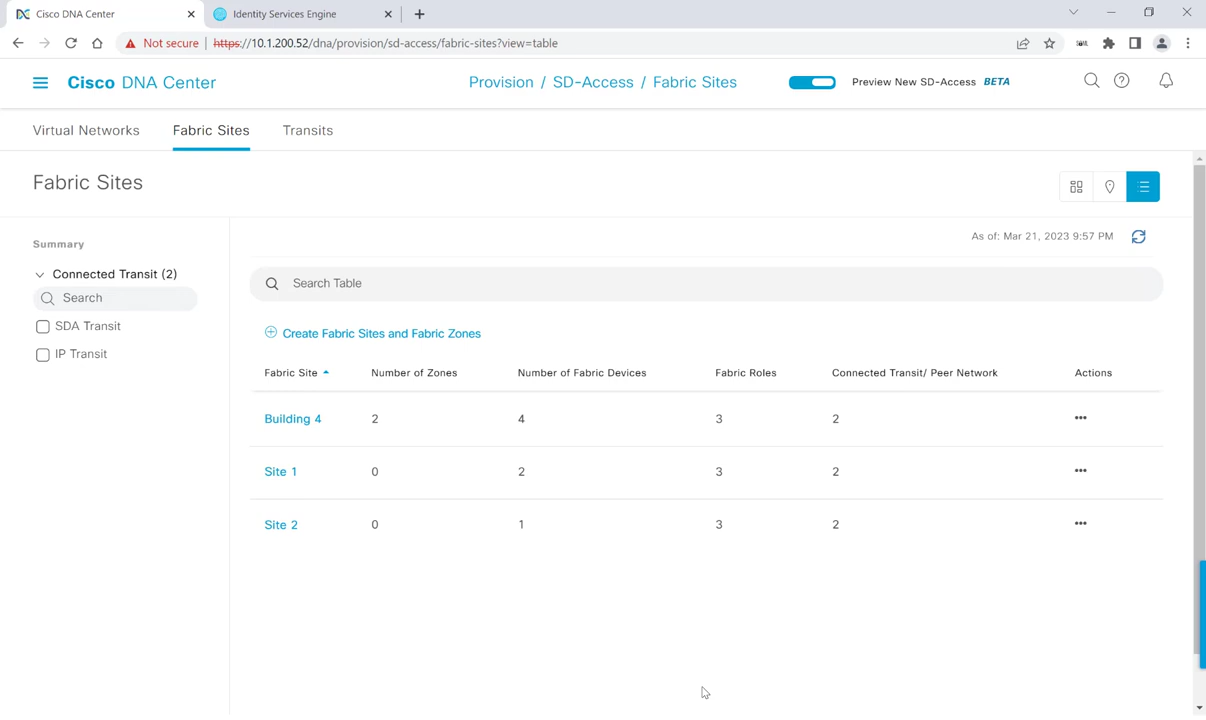 Cisco DNA Center
Identity Services Engine
Not secure | https://10.1.200.52/dna/provision/sd-access/fabric-sites?view=table
Cisco DNA Center
Provision / SD-Access / Fabric Sites
Preview New SD-Access BETA
Virtual Networks Fabric Sites Transits
Fabric Sites
Summary
Connected Transit (2)
Search
SDA Transit
IP Transit
As of: Mar 21, 2023 9:57 PM
Search Table
Create Fabric Sites and Fabric Zones
Fabric Site Number of Zones Number of Fabric Devices Fabric Roles Connected Transit/ Peer Network Actions
Building 4 2 4 3 2
Site 1 0 2 3 2
Site 2 0 1 3 2